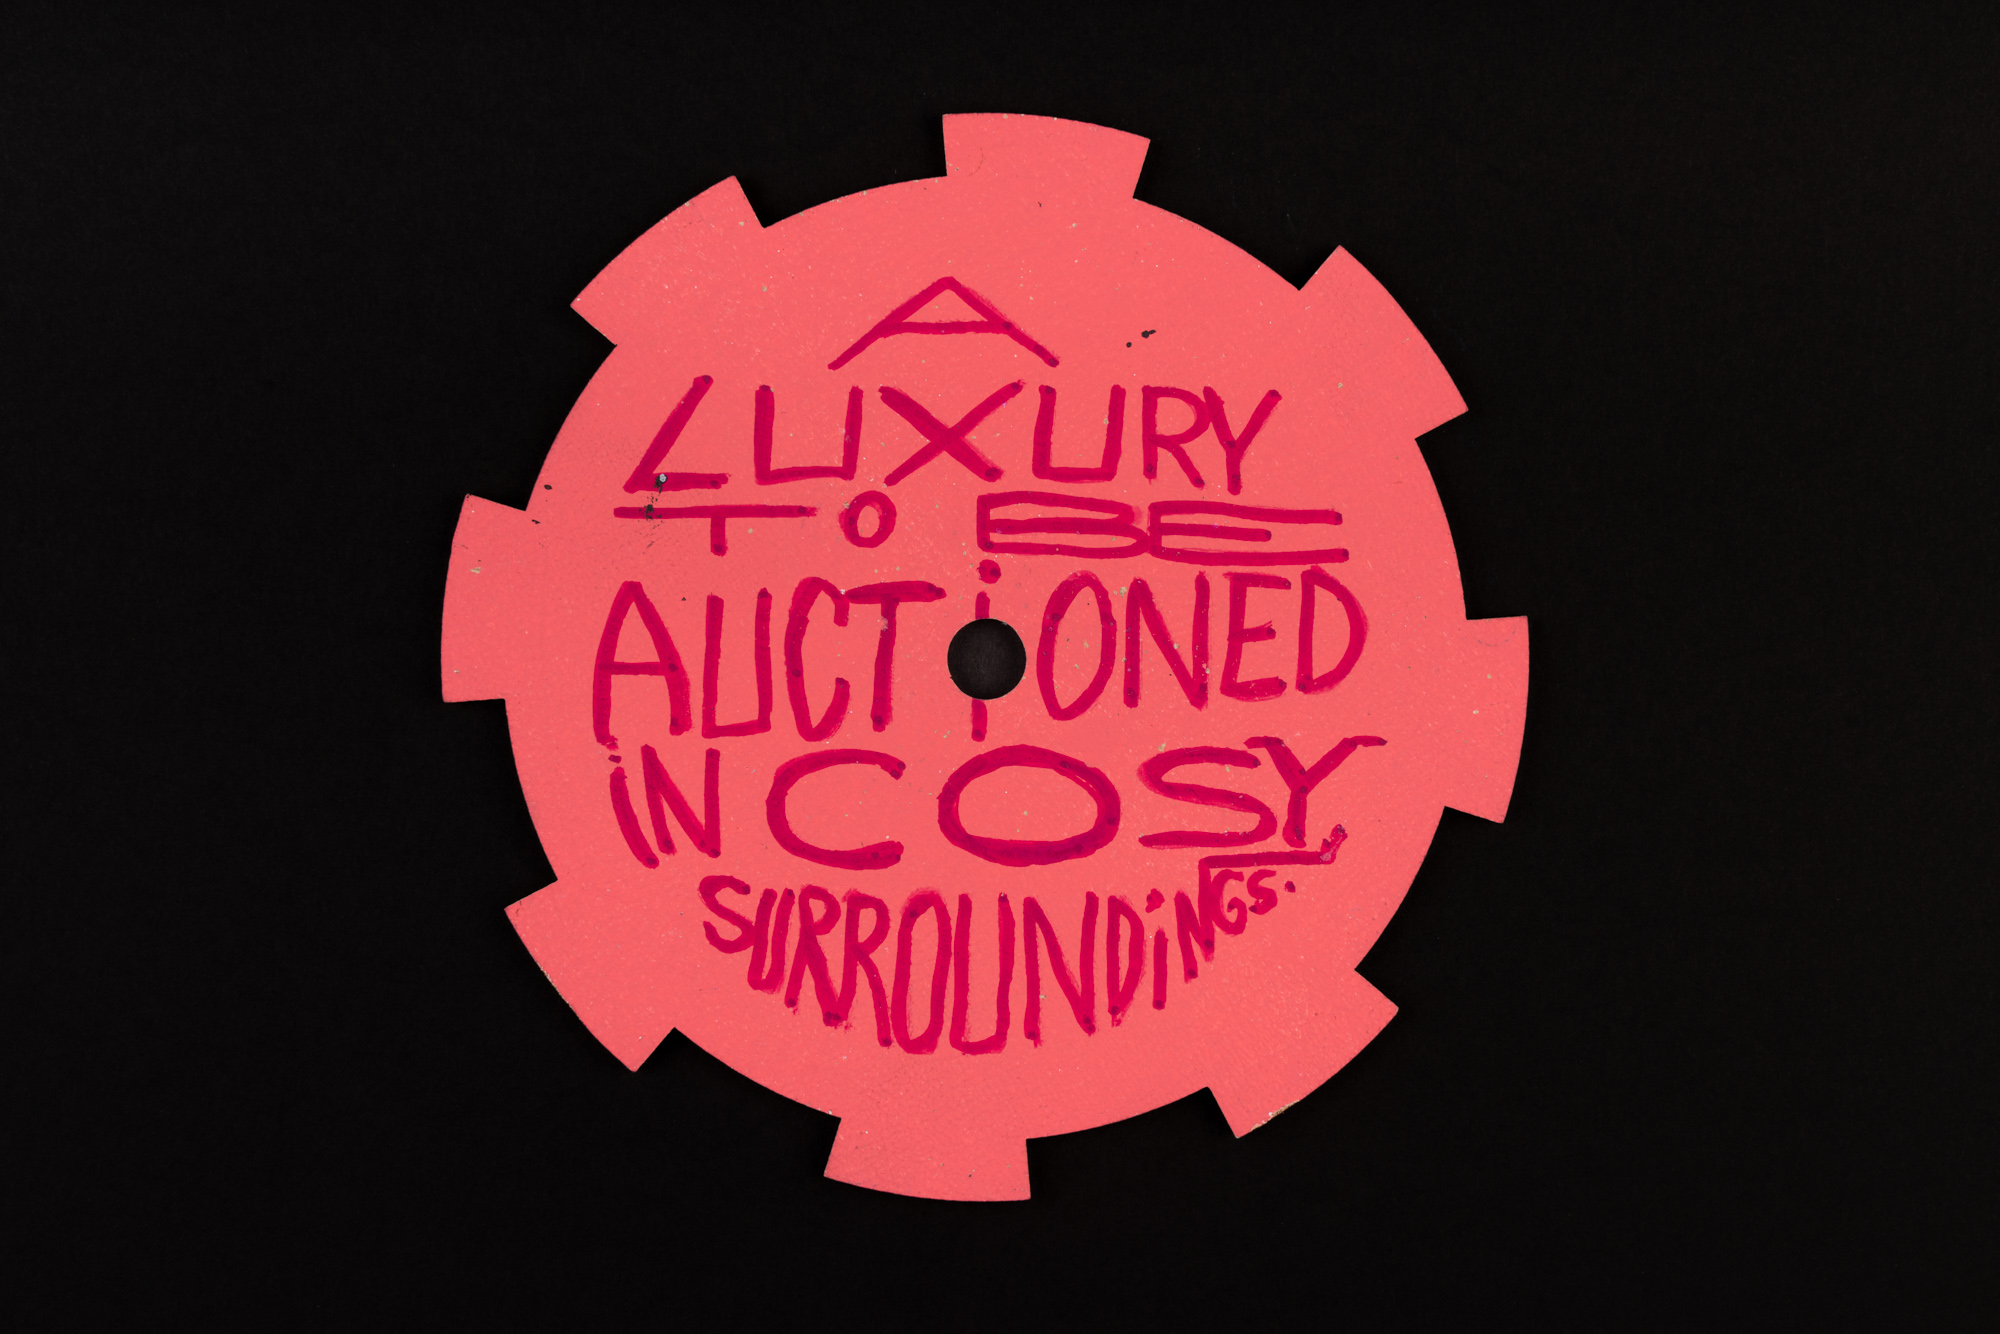 A
LUXURY
TO BE
AUCTiONED
iN COSY
SURROUNDiNGS.